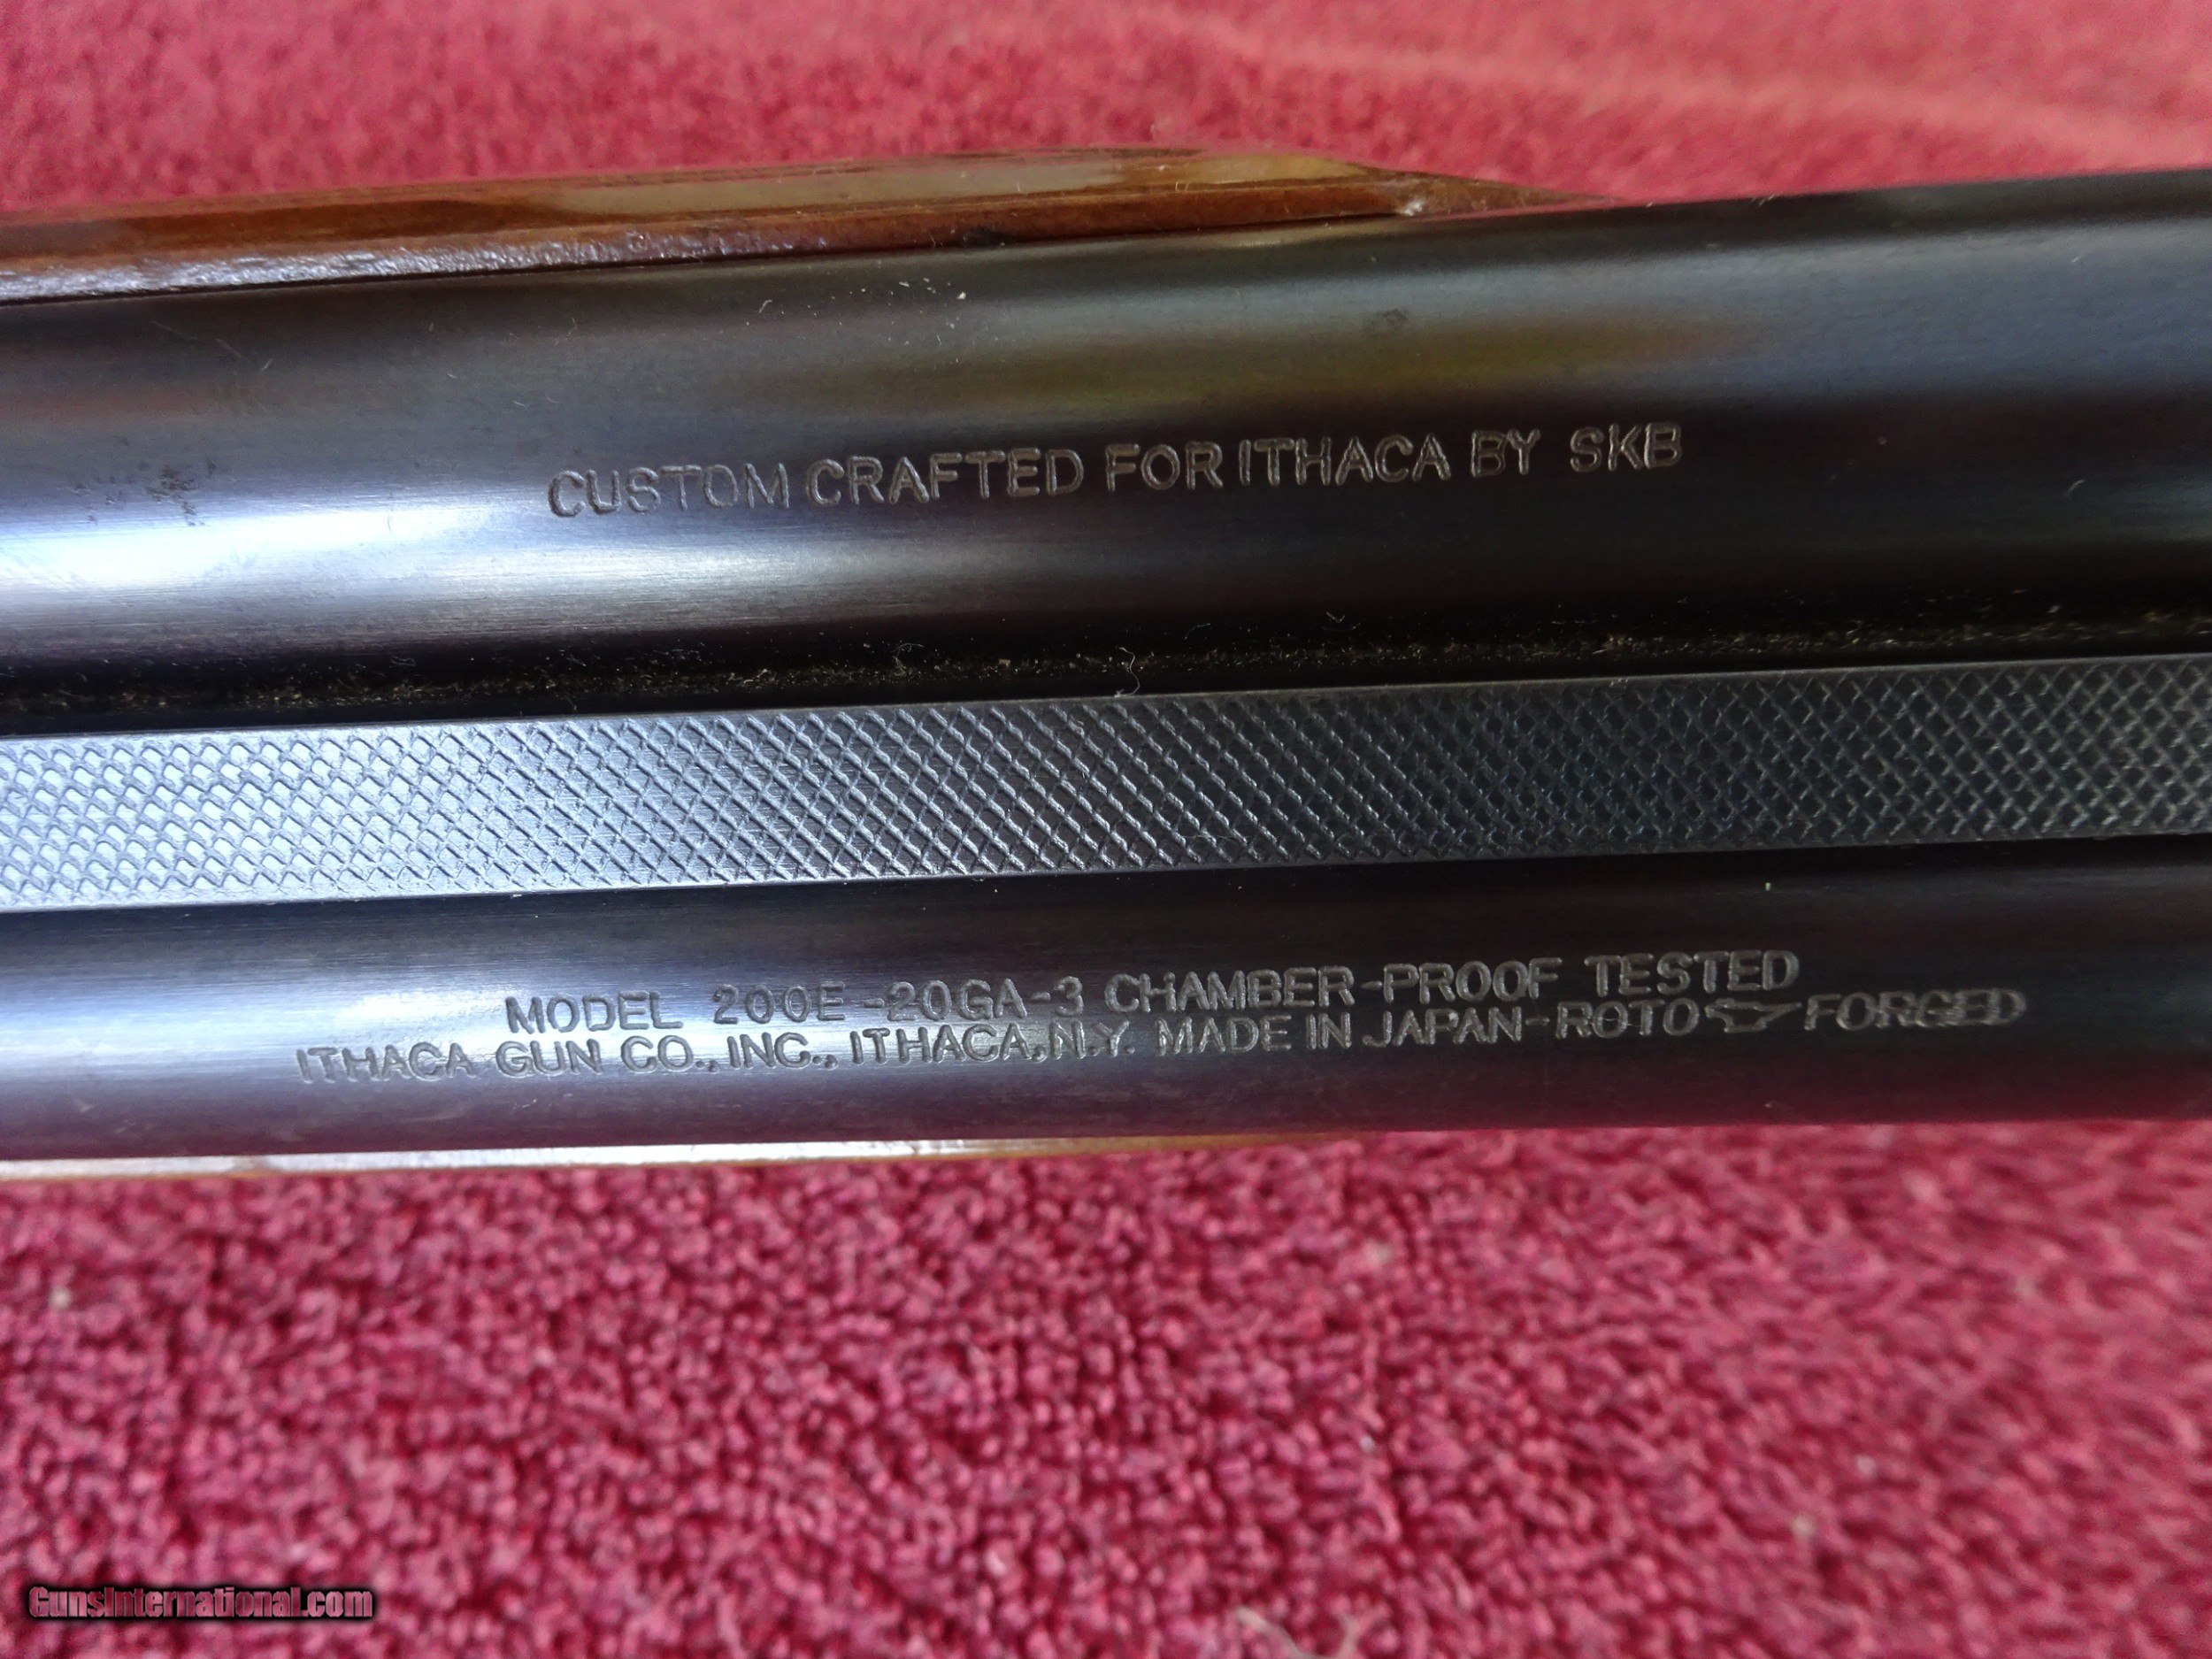 CUSTOM CRAFTED FOR ITHACA BY SKB
MODEL 200E-20GA-3 CHAMBER-PROOF TESTED
ITHACA GUN CO., INC., ITHACA, N.Y. MADE IN JAPAN-ROTO FORGED
GunsInternational.com